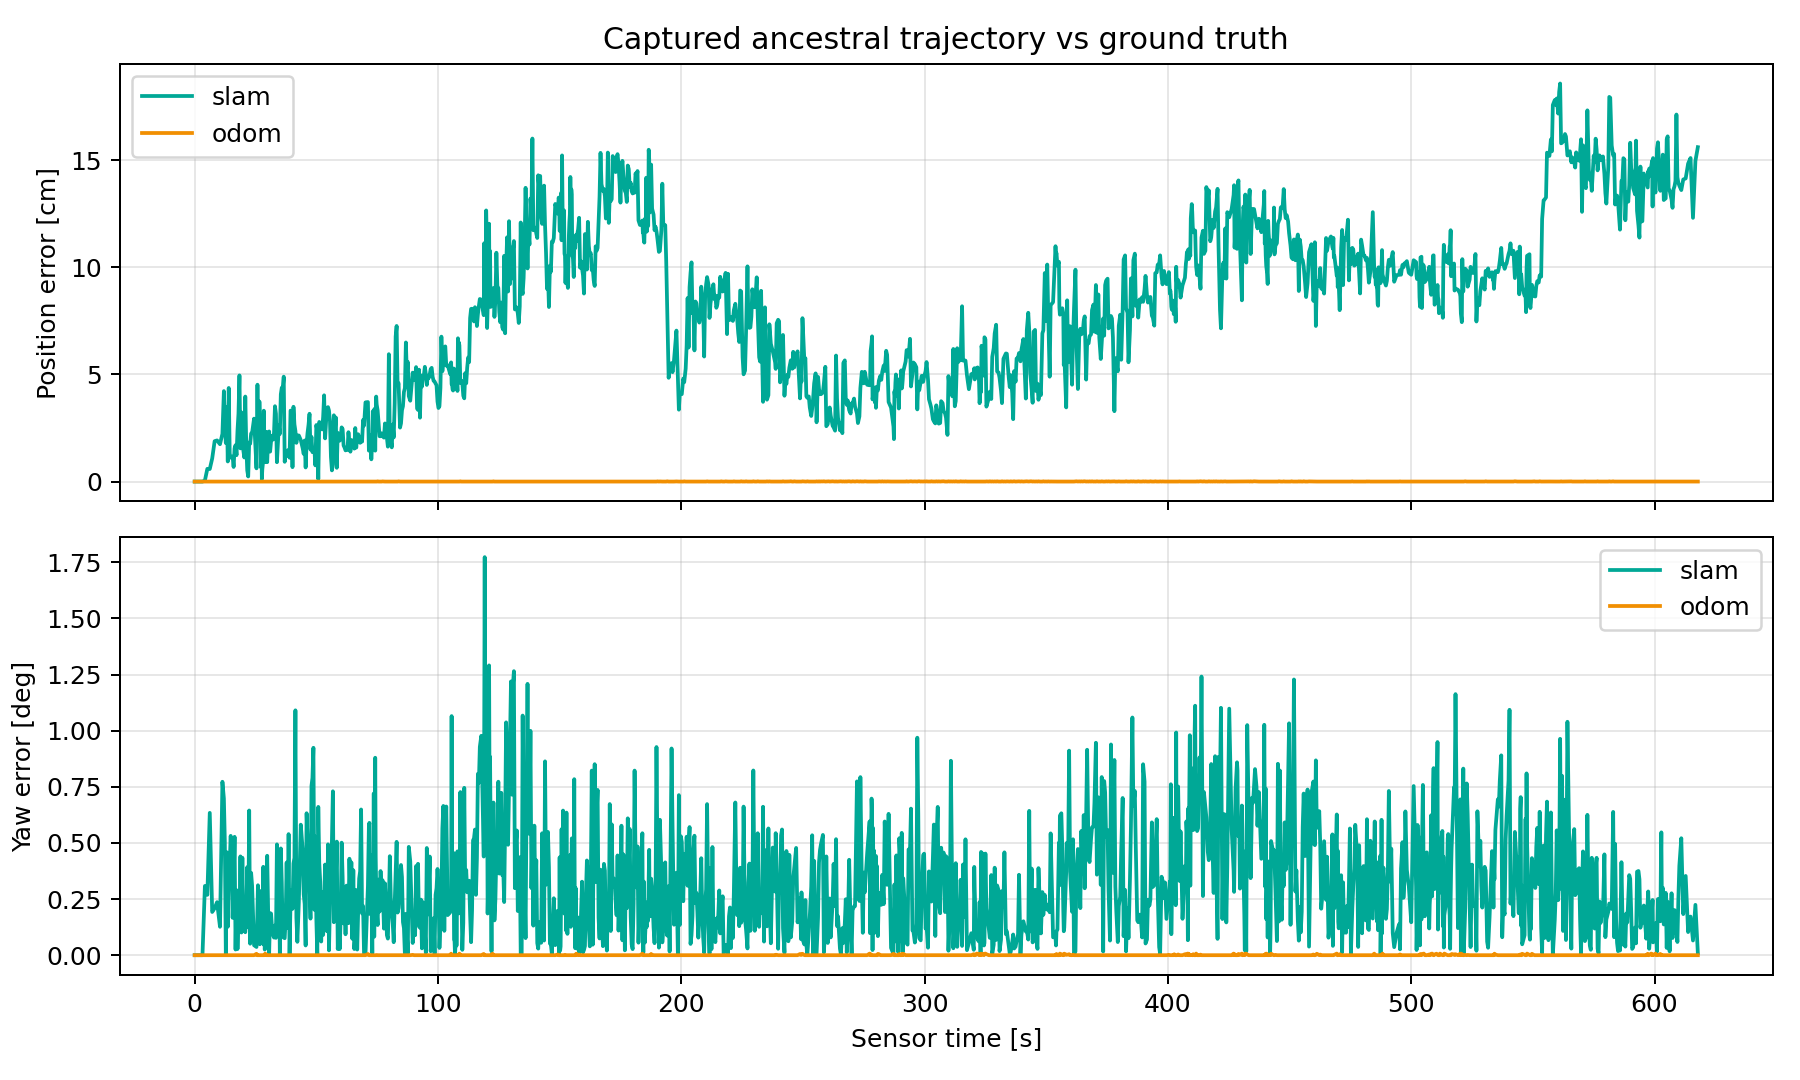 Captured ancestral trajectory vs ground truth
slam
odom
Position error [cm]
15
10
5
0
slam
odom
Yaw error [deg]
1.75
1.50
1.25
1.00
0.75
0.50
0.25
0.00
0 100 200 300 400 500 600
Sensor time [s]